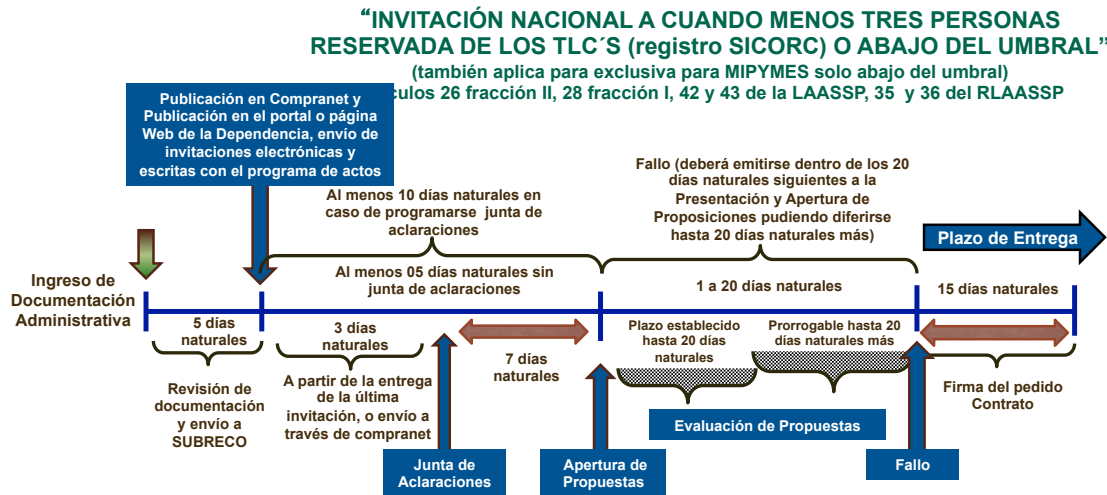 “INVITACIÓN NACIONAL A CUANDO MENOS TRES PERSONAS
RESERVADA DE LOS TLC´S (registro SICORC) O ABAJO DEL UMBRAL”
(también aplica para exclusiva para MIPYMES solo abajo del umbral)
culos 26 fracción II, 28 fracción I, 42 y 43 de la LAASSP, 35 y 36 del RLAASSP
Publicación en Compranet y
Publicación en el portal o página
Web de la Dependencia, envío de
invitaciones electrónicas y
escritas con el programa de actos
Al menos 10 días naturales en
caso de programarse junta de
aclaraciones
Fallo (deberá emitirse dentro de los 20
días naturales siguientes a la
Presentación y Apertura de
Proposiciones pudiendo diferirse
hasta 20 días naturales más)
Plazo de Entrega
Ingreso de
Documentación
Administrativa
Al menos 05 días naturales sin
junta de aclaraciones
1 a 20 días naturales
15 días naturales
5 días
naturales
3 días
naturales
7 días
naturales
Plazo establecido
hasta 20 días
naturales
Prorrogable hasta 20
días naturales más
Revisión de
documentación
y envío a
SUBRECO
A partir de la entrega
de la última
invitación, o envío a
través de compranet
Firma del pedido
Contrato
Evaluación de Propuestas
Junta de
Aclaraciones
Apertura de
Propuestas
Fallo